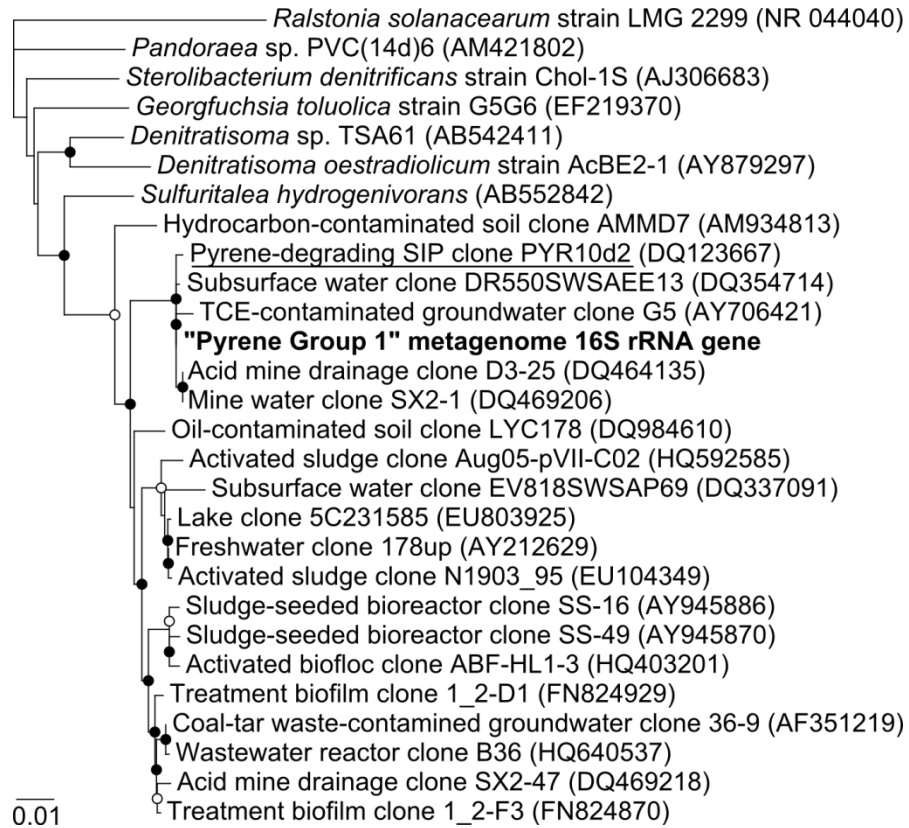 Ralstonia solanacearum strain LMG 2299 (NR 044040)
Pandoraea sp. PVC(14d)6 (AM421802)
Sterolibacterium denitrificans strain Chol-1S (AJ306683)
Georgfuchsia toluolica strain G5G6 (EF219370)
Denitratisoma sp. TSA61 (AB542411)
Denitratisoma oestradiolicum strain AcBE2-1 (AY879297)
Sulfuritalea hydrogenivorans (AB552842)
Hydrocarbon-contaminated soil clone AMMD7 (AM934813)
Pyrene-degrading SIP clone PYR10d2 (DQ123667)
Subsurface water clone DR550SWSAEE13 (DQ354714)
TCE-contaminated groundwater clone G5 (AY706421)
"Pyrene Group 1" metagenome 16S rRNA gene
Acid mine drainage clone D3-25 (DQ464135)
Mine water clone SX2-1 (DQ469206)
Oil-contaminated soil clone LYC178 (DQ984610)
Activated sludge clone Aug05-pVII-C02 (HQ592585)
Subsurface water clone EV818SWSAP69 (DQ337091)
Lake clone 5C231585 (EU803925)
Freshwater clone 178up (AY212629)
Activated sludge clone N1903_95 (EU104349)
Sludge-seeded bioreactor clone SS-16 (AY945886)
Sludge-seeded bioreactor clone SS-49 (AY945870)
Activated biofloc clone ABF-HL1-3 (HQ403201)
Treatment biofilm clone 1_2-D1 (FN824929)
Coal-tar waste-contaminated groundwater clone 36-9 (AF351219)
Wastewater reactor clone B36 (HQ640537)
Acid mine drainage clone SX2-47 (DQ469218)
Treatment biofilm clone 1_2-F3 (FN824870)
0.01